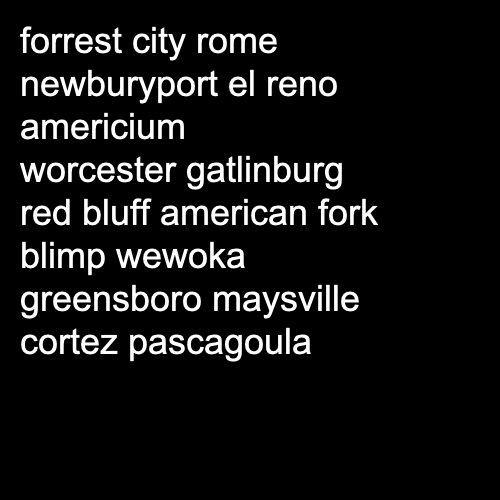 forrest city rome
newburyport el reno
americium
worcester gatlinburg
red bluff american fork
blimp wewoka
greensboro maysville
cortez pascagoula